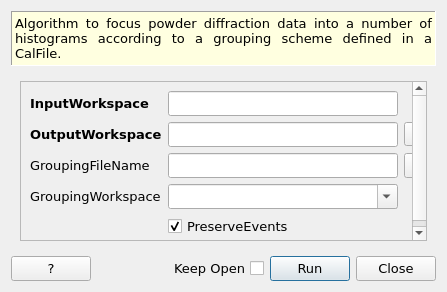 Algorithm to focus powder diffraction data into a number of
histograms according to a grouping scheme defined in a
CalFile.
InputWorkspace
OutputWorkspace
GroupingFileName
GroupingWorkspace
PreserveEvents
? Keep Open Run Close